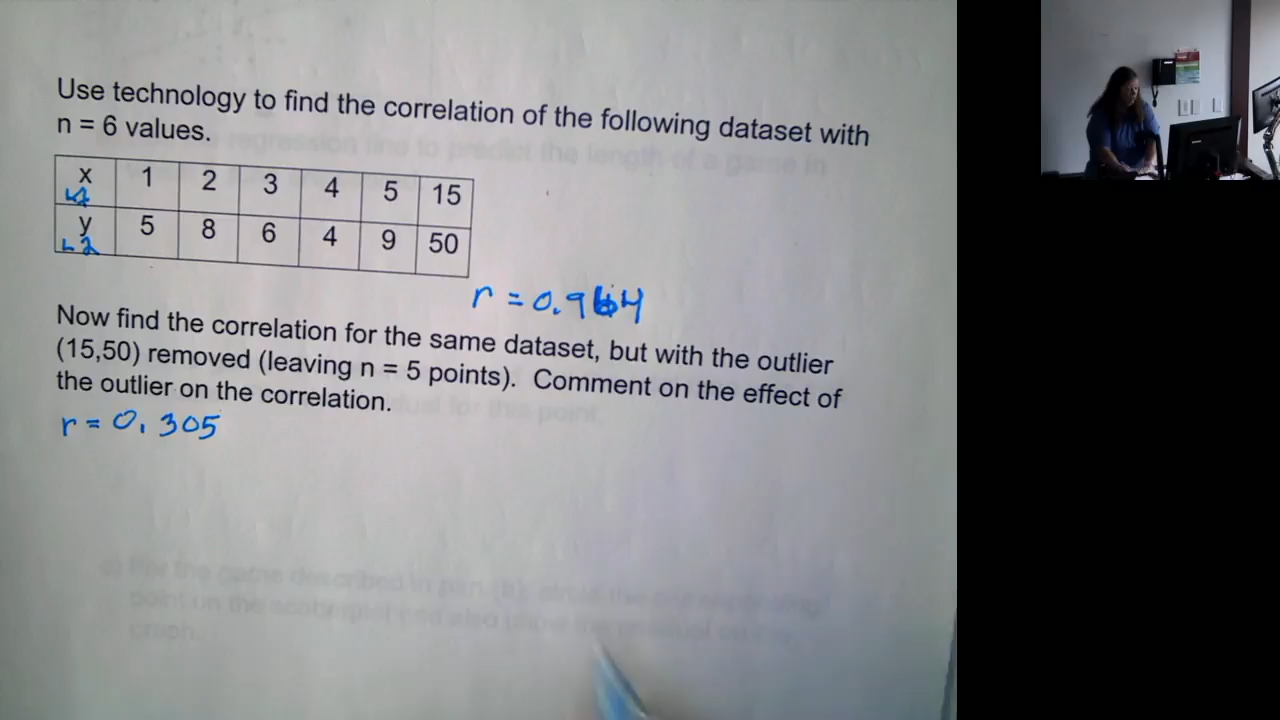 Use technology to find the correlation of the following dataset with
n = 6 values.
x 1 2 3 4 5 15
L1
y 5 8 6 4 9 50
L2
r = 0.964
Now find the correlation for the same dataset, but with the outlier
(15,50) removed (leaving n = 5 points). Comment on the effect of
the outlier on the correlation.
r = 0.305